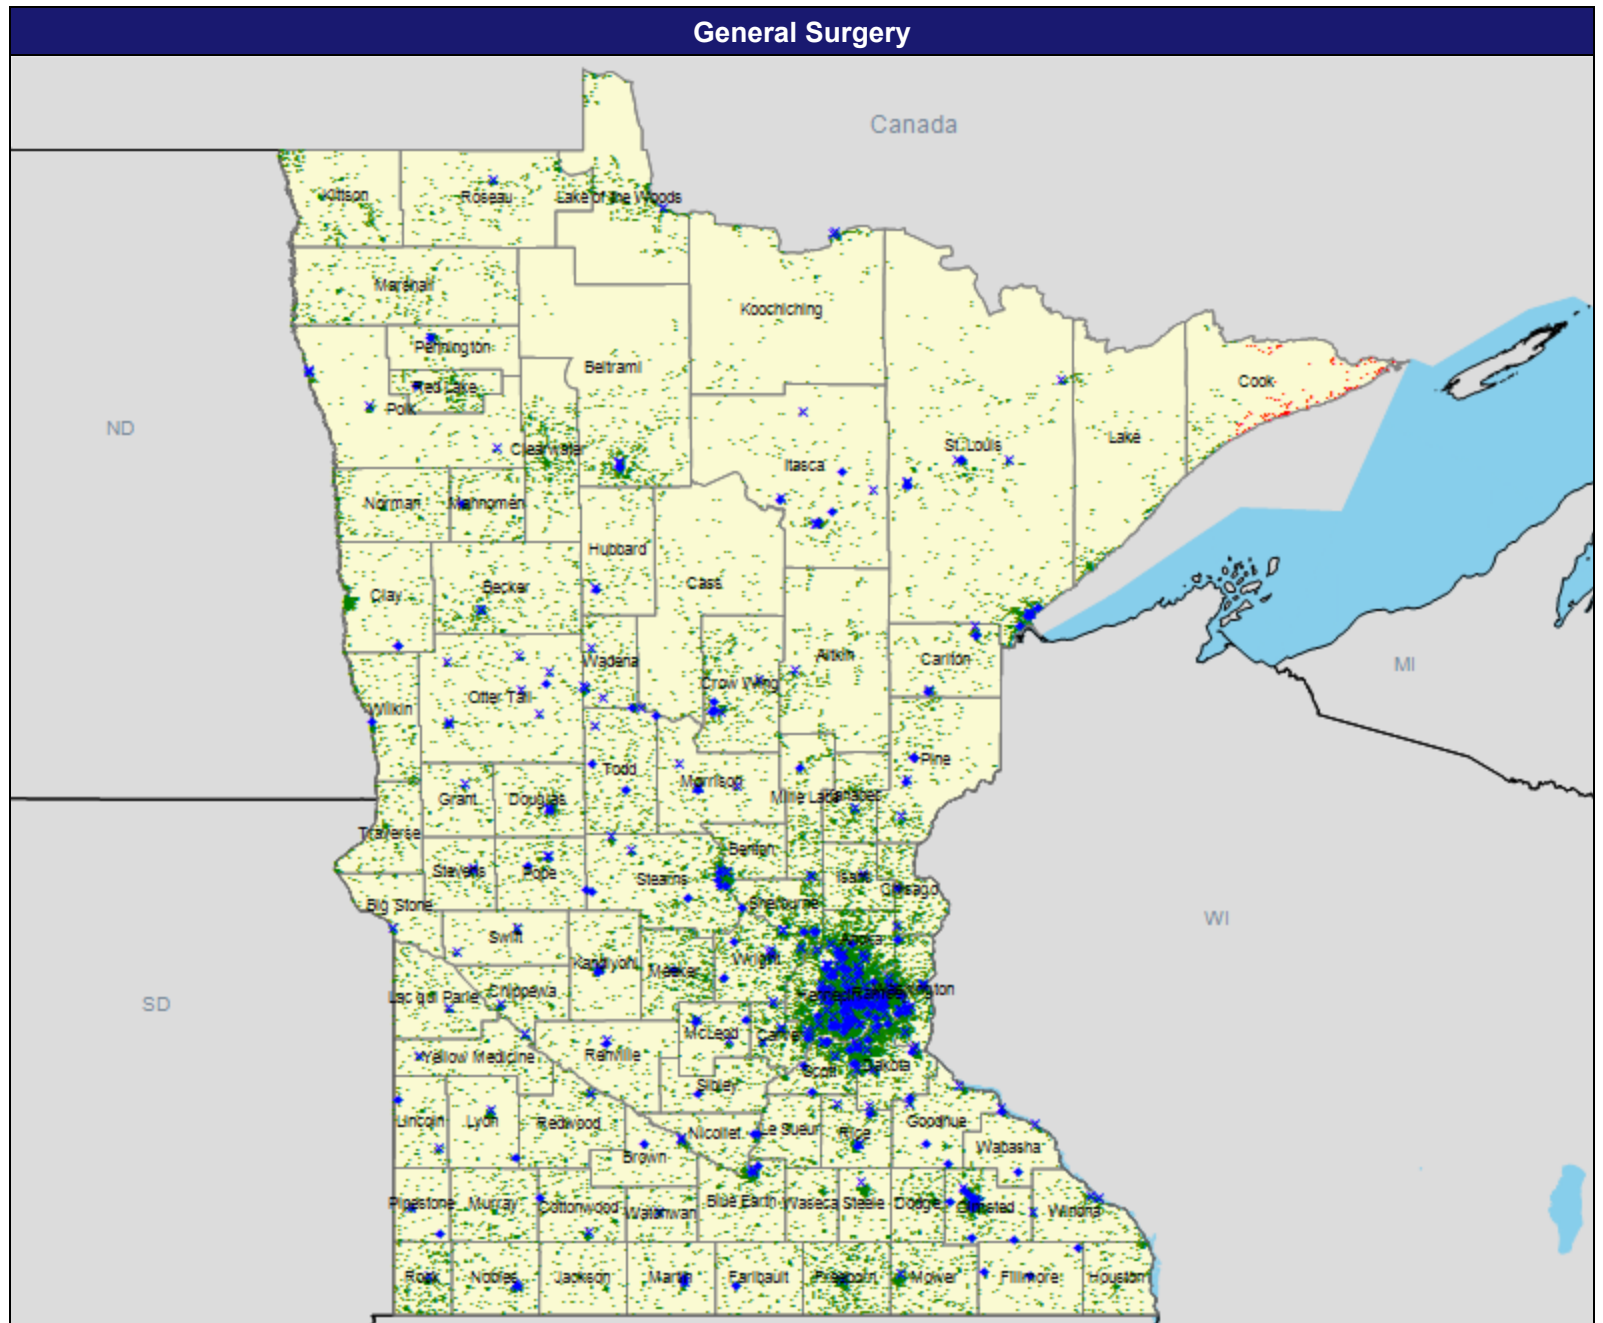 General Surgery
Canada
Kittson
Roseau
Lake of the Woods
Marshall
Koochiching
Pennington
Beltrami
Cook
Red Lake
Polk
ND
Lake
St. Louis
Clearwater
Itasca
Norman
Mahnomen
Hubbard
Cass
Becker
Clay
Wadena
Aitkin
Carlton
MI
Crow Wing
Otter Tail
Wilkin
Pine
Todd
Morrison
Mille Lacs
Kanabec
Grant
Douglas
Traverse
Benton
Stevens
Pope
Stearns
Isanti
Chisago
Big Stone
Sherburne
WI
Swift
Anoka
Wright
Kandiyohi
Meeker
Chippewa
Lac qui Parle
SD
McLeod
Carver
Yellow Medicine
Renville
Scott
Dakota
Sibley
Lincoln
Lyon
Redwood
Nicollet
Le Sueur
Rice
Goodhue
Wabasha
Brown
Pipestone
Murray
Cottonwood
Watonwan
Blue Earth
Waseca
Steele
Dodge
Olmsted
Winona
Rock
Nobles
Jackson
Martin
Faribault
Freeborn
Mower
Fillmore
Houston